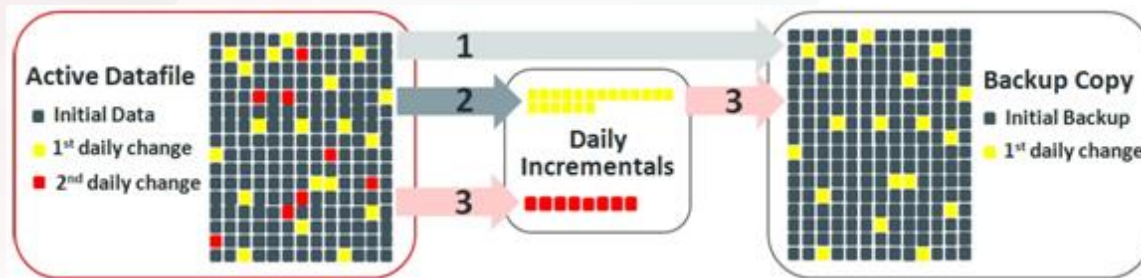 Active Datafile
Initial Data
1st daily change
2nd daily change
1
2
3
3
Daily
Incrementals
Backup Copy
Initial Backup
1st daily change